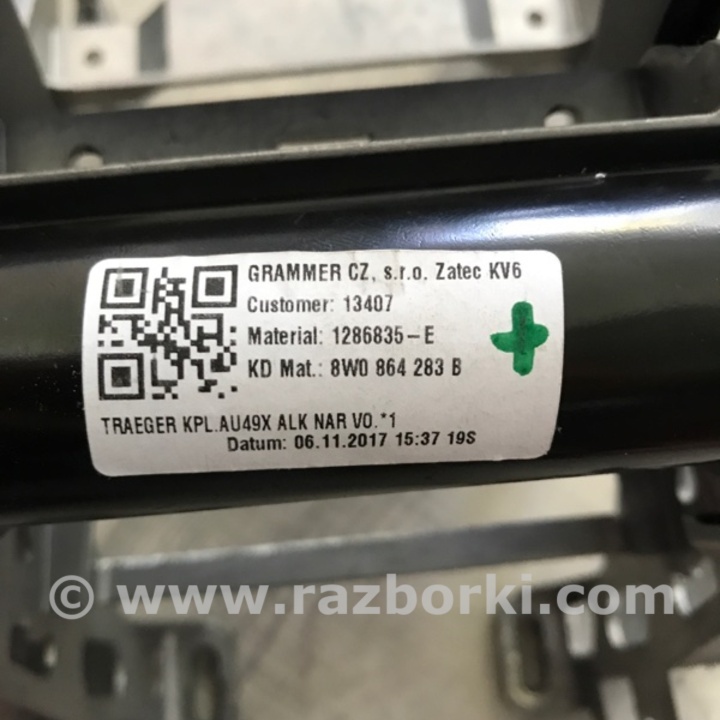 GRAMMER CZ, s.r.o. Zatec KV6
Customer: 13407
Material: 1286835-E
KD Mat.: 8W0 864 283 B
TRAEGER KPL.AU49X ALK NAR VO.*1
Datum: 06.11.2017 15:37 19S
© www.razborki.com